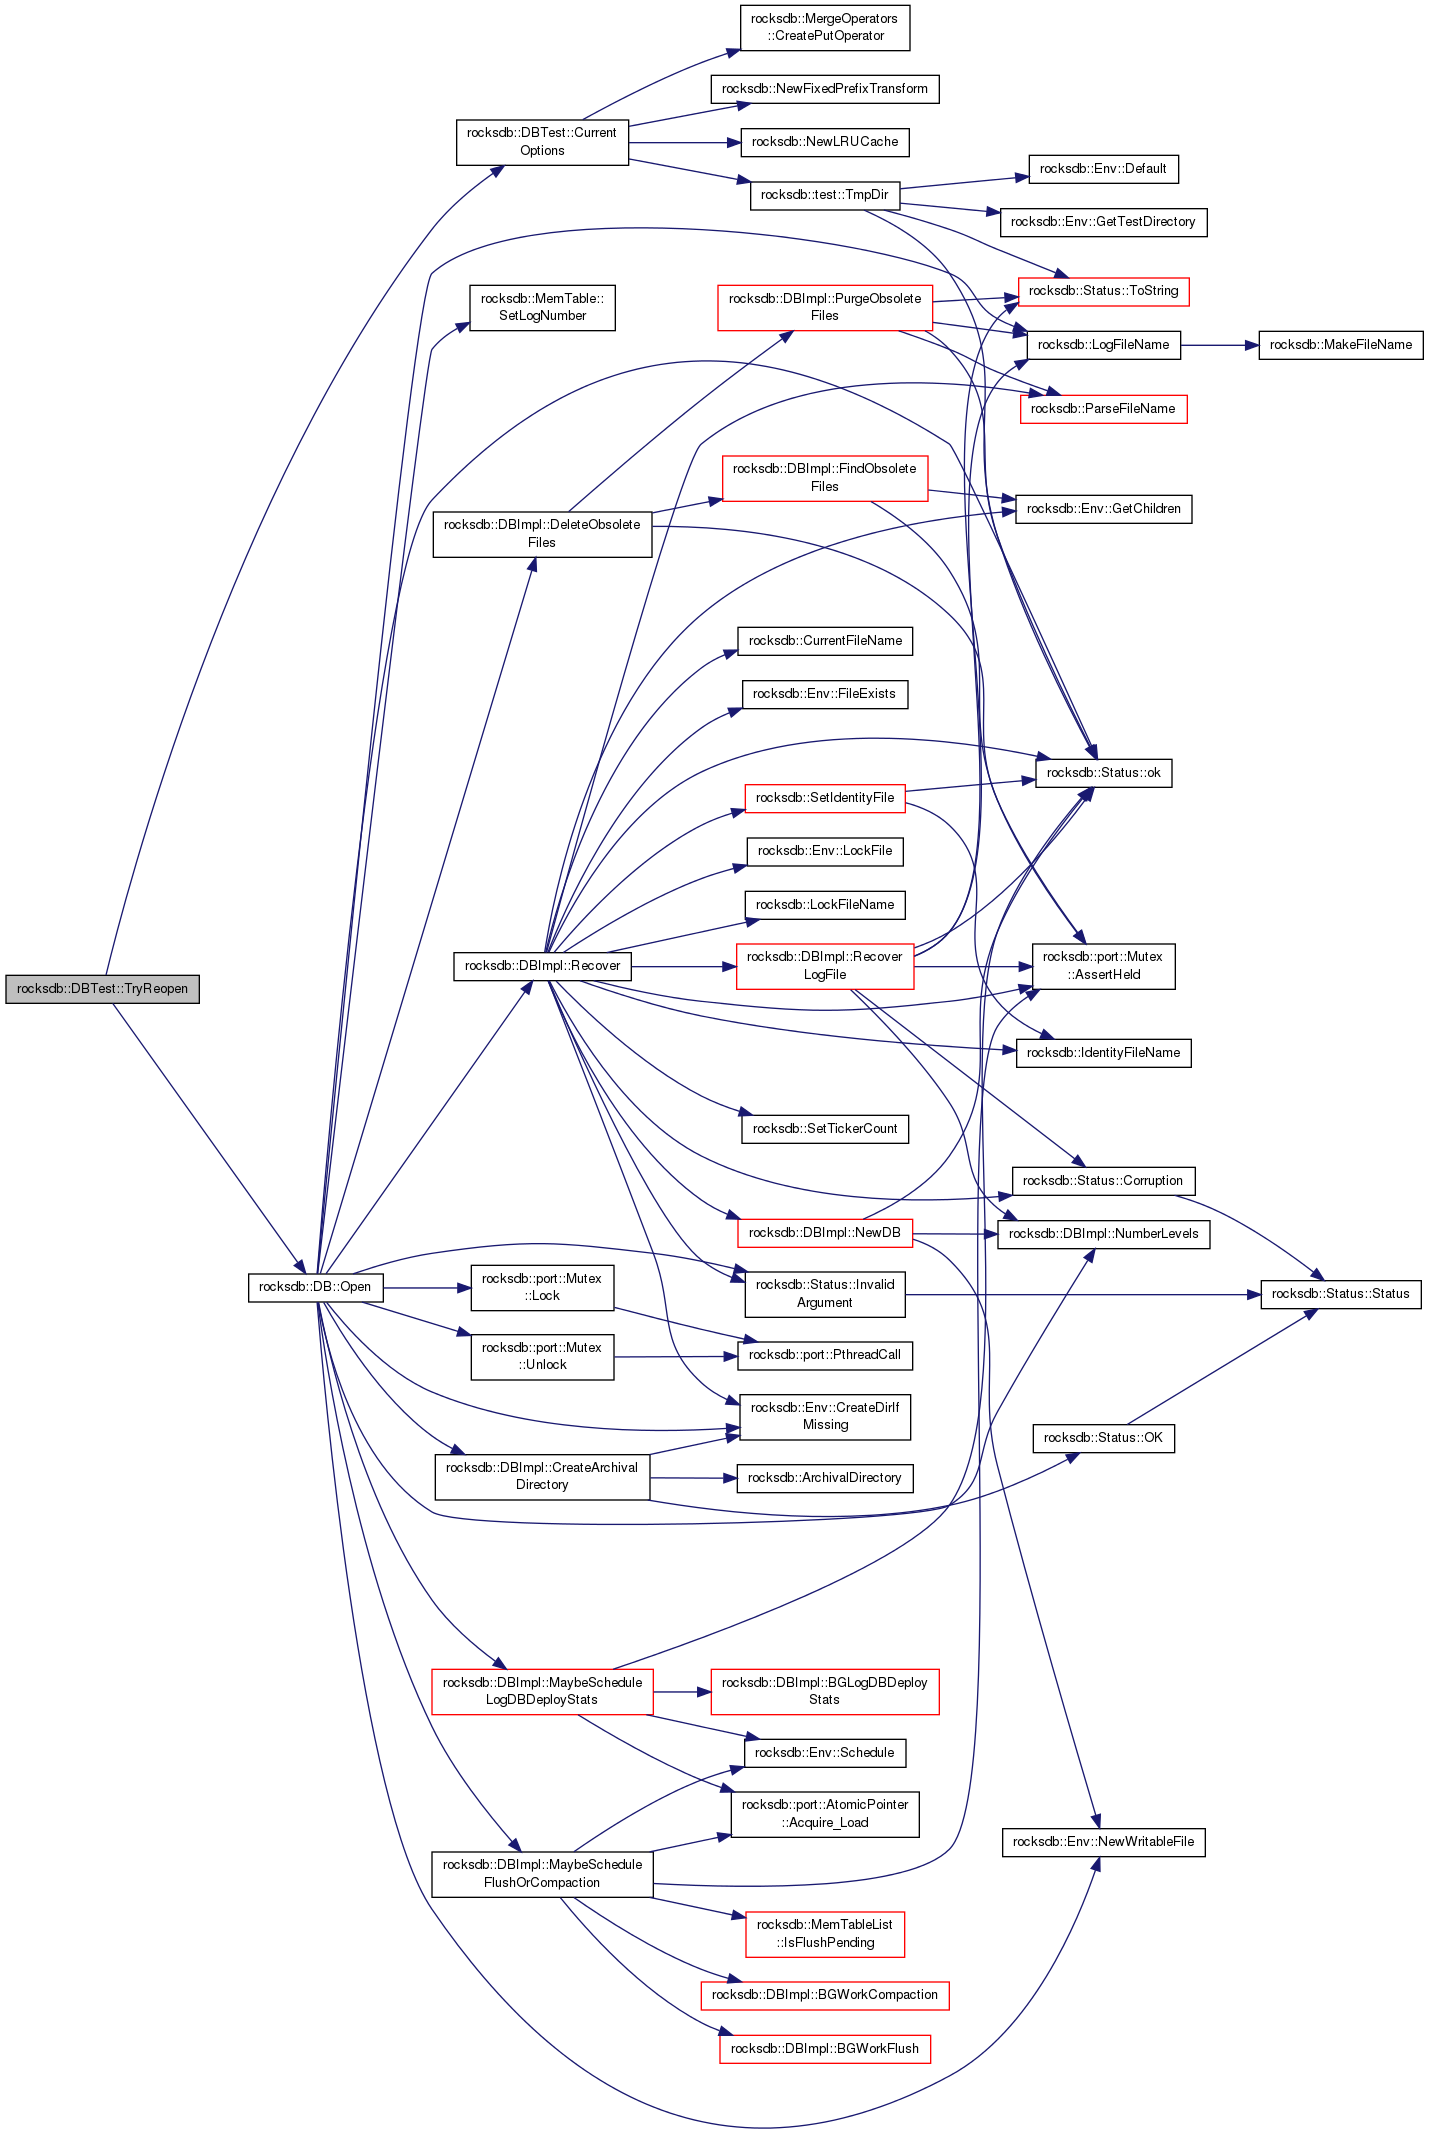 rocksdb::MergeOperators
::CreatePutOperator
rocksdb::NewFixedPrefixTransform
rocksdb::DBTest::Current
Options
rocksdb::NewLRUCache
rocksdb::Env::Default
rocksdb::test::TmpDir
rocksdb::Env::GetTestDirectory
rocksdb::Status::ToString
rocksdb::MemTable::
SetLogNumber
rocksdb::DBImpl::PurgeObsolete
Files
rocksdb::LogFileName
rocksdb::MakeFileName
rocksdb::ParseFileName
rocksdb::DBImpl::FindObsolete
Files
rocksdb::Env::GetChildren
rocksdb::DBImpl::DeleteObsolete
Files
rocksdb::CurrentFileName
rocksdb::Env::FileExists
rocksdb::Status::ok
rocksdb::SetIdentityFile
rocksdb::Env::LockFile
rocksdb::LockFileName
rocksdb::DBImpl::Recover
rocksdb::DBImpl::Recover
LogFile
rocksdb::port::Mutex
::AssertHeld
rocksdb::DBTest::TryReopen
rocksdb::IdentityFileName
rocksdb::SetTickerCount
rocksdb::Status::Corruption
rocksdb::DBImpl::NewDB
rocksdb::DBImpl::NumberLevels
rocksdb::DB::Open
rocksdb::port::Mutex
::Lock
rocksdb::Status::Invalid
Argument
rocksdb::Status::Status
rocksdb::port::Mutex
::Unlock
rocksdb::port::PthreadCall
rocksdb::Env::CreateDirIf
Missing
rocksdb::Status::OK
rocksdb::DBImpl::CreateArchival
Directory
rocksdb::ArchivalDirectory
rocksdb::DBImpl::MaybeSchedule
LogDBDeployStats
rocksdb::DBImpl::BGLogDBDeploy
Stats
rocksdb::Env::Schedule
rocksdb::port::AtomicPointer
::Acquire_Load
rocksdb::Env::NewWritableFile
rocksdb::DBImpl::MaybeSchedule
FlushOrCompaction
rocksdb::MemTableList
::IsFlushPending
rocksdb::DBImpl::BGWorkCompaction
rocksdb::DBImpl::BGWorkFlush